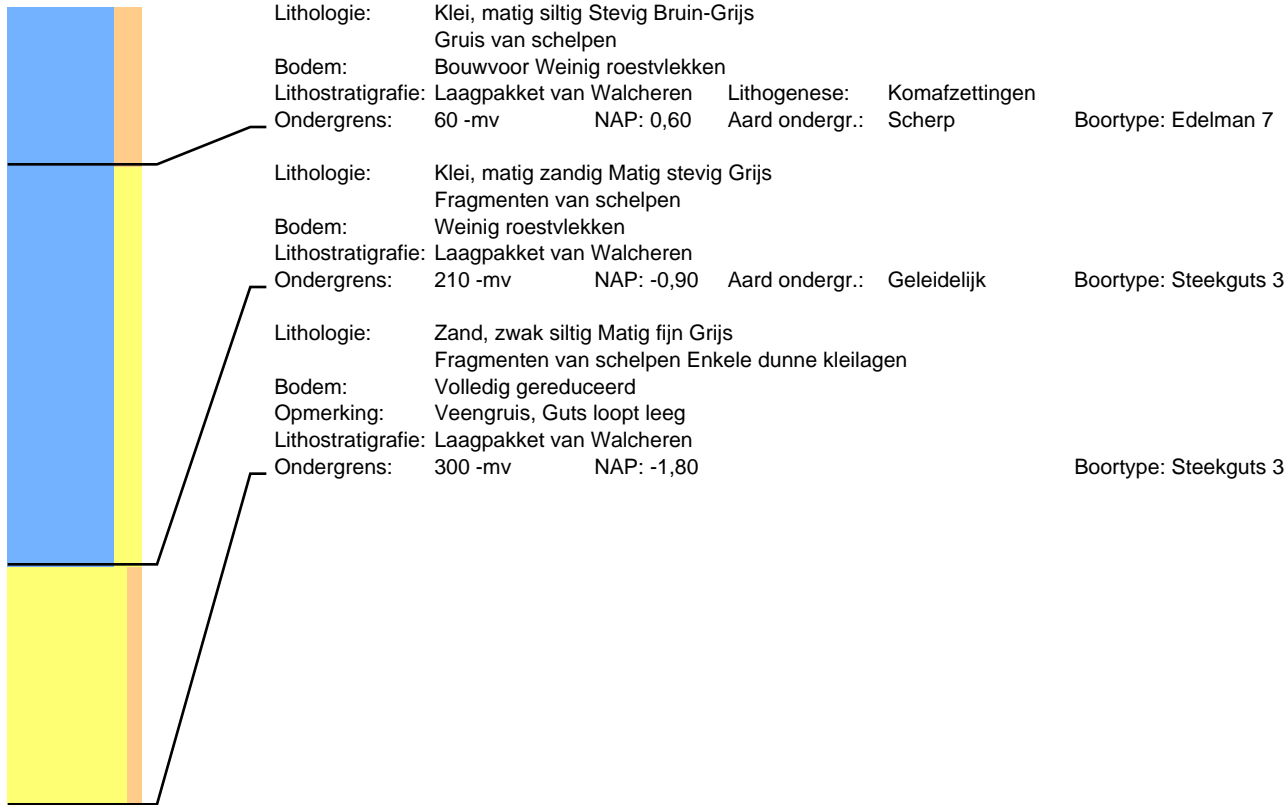 Lithologie: Klei, matig siltig Stevig Bruin-Grijs
Gruis van schelpen
Bodem: Bouwvoor Weinig roestvlekken
Lithostratigrafie: Laagpakket van Walcheren Lithogenese: Komafzettingen
Ondergrens: 60 -mv NAP: 0,60 Aard ondergr.: Scherp Boortype: Edelman 7
Lithologie: Klei, matig zandig Matig stevig Grijs
Fragmenten van schelpen
Bodem: Weinig roestvlekken
Lithostratigrafie: Laagpakket van Walcheren
Ondergrens: 210 -mv NAP: -0,90 Aard ondergr.: Geleidelijk Boortype: Steekguts 3
Lithologie: Zand, zwak siltig Matig fijn Grijs
Fragmenten van schelpen Enkele dunne kleilagen
Bodem: Volledig gereduceerd
Opmerking: Veengruis, Guts loopt leeg
Lithostratigrafie: Laagpakket van Walcheren
Ondergrens: 300 -mv NAP: -1,80 Boortype: Steekguts 3